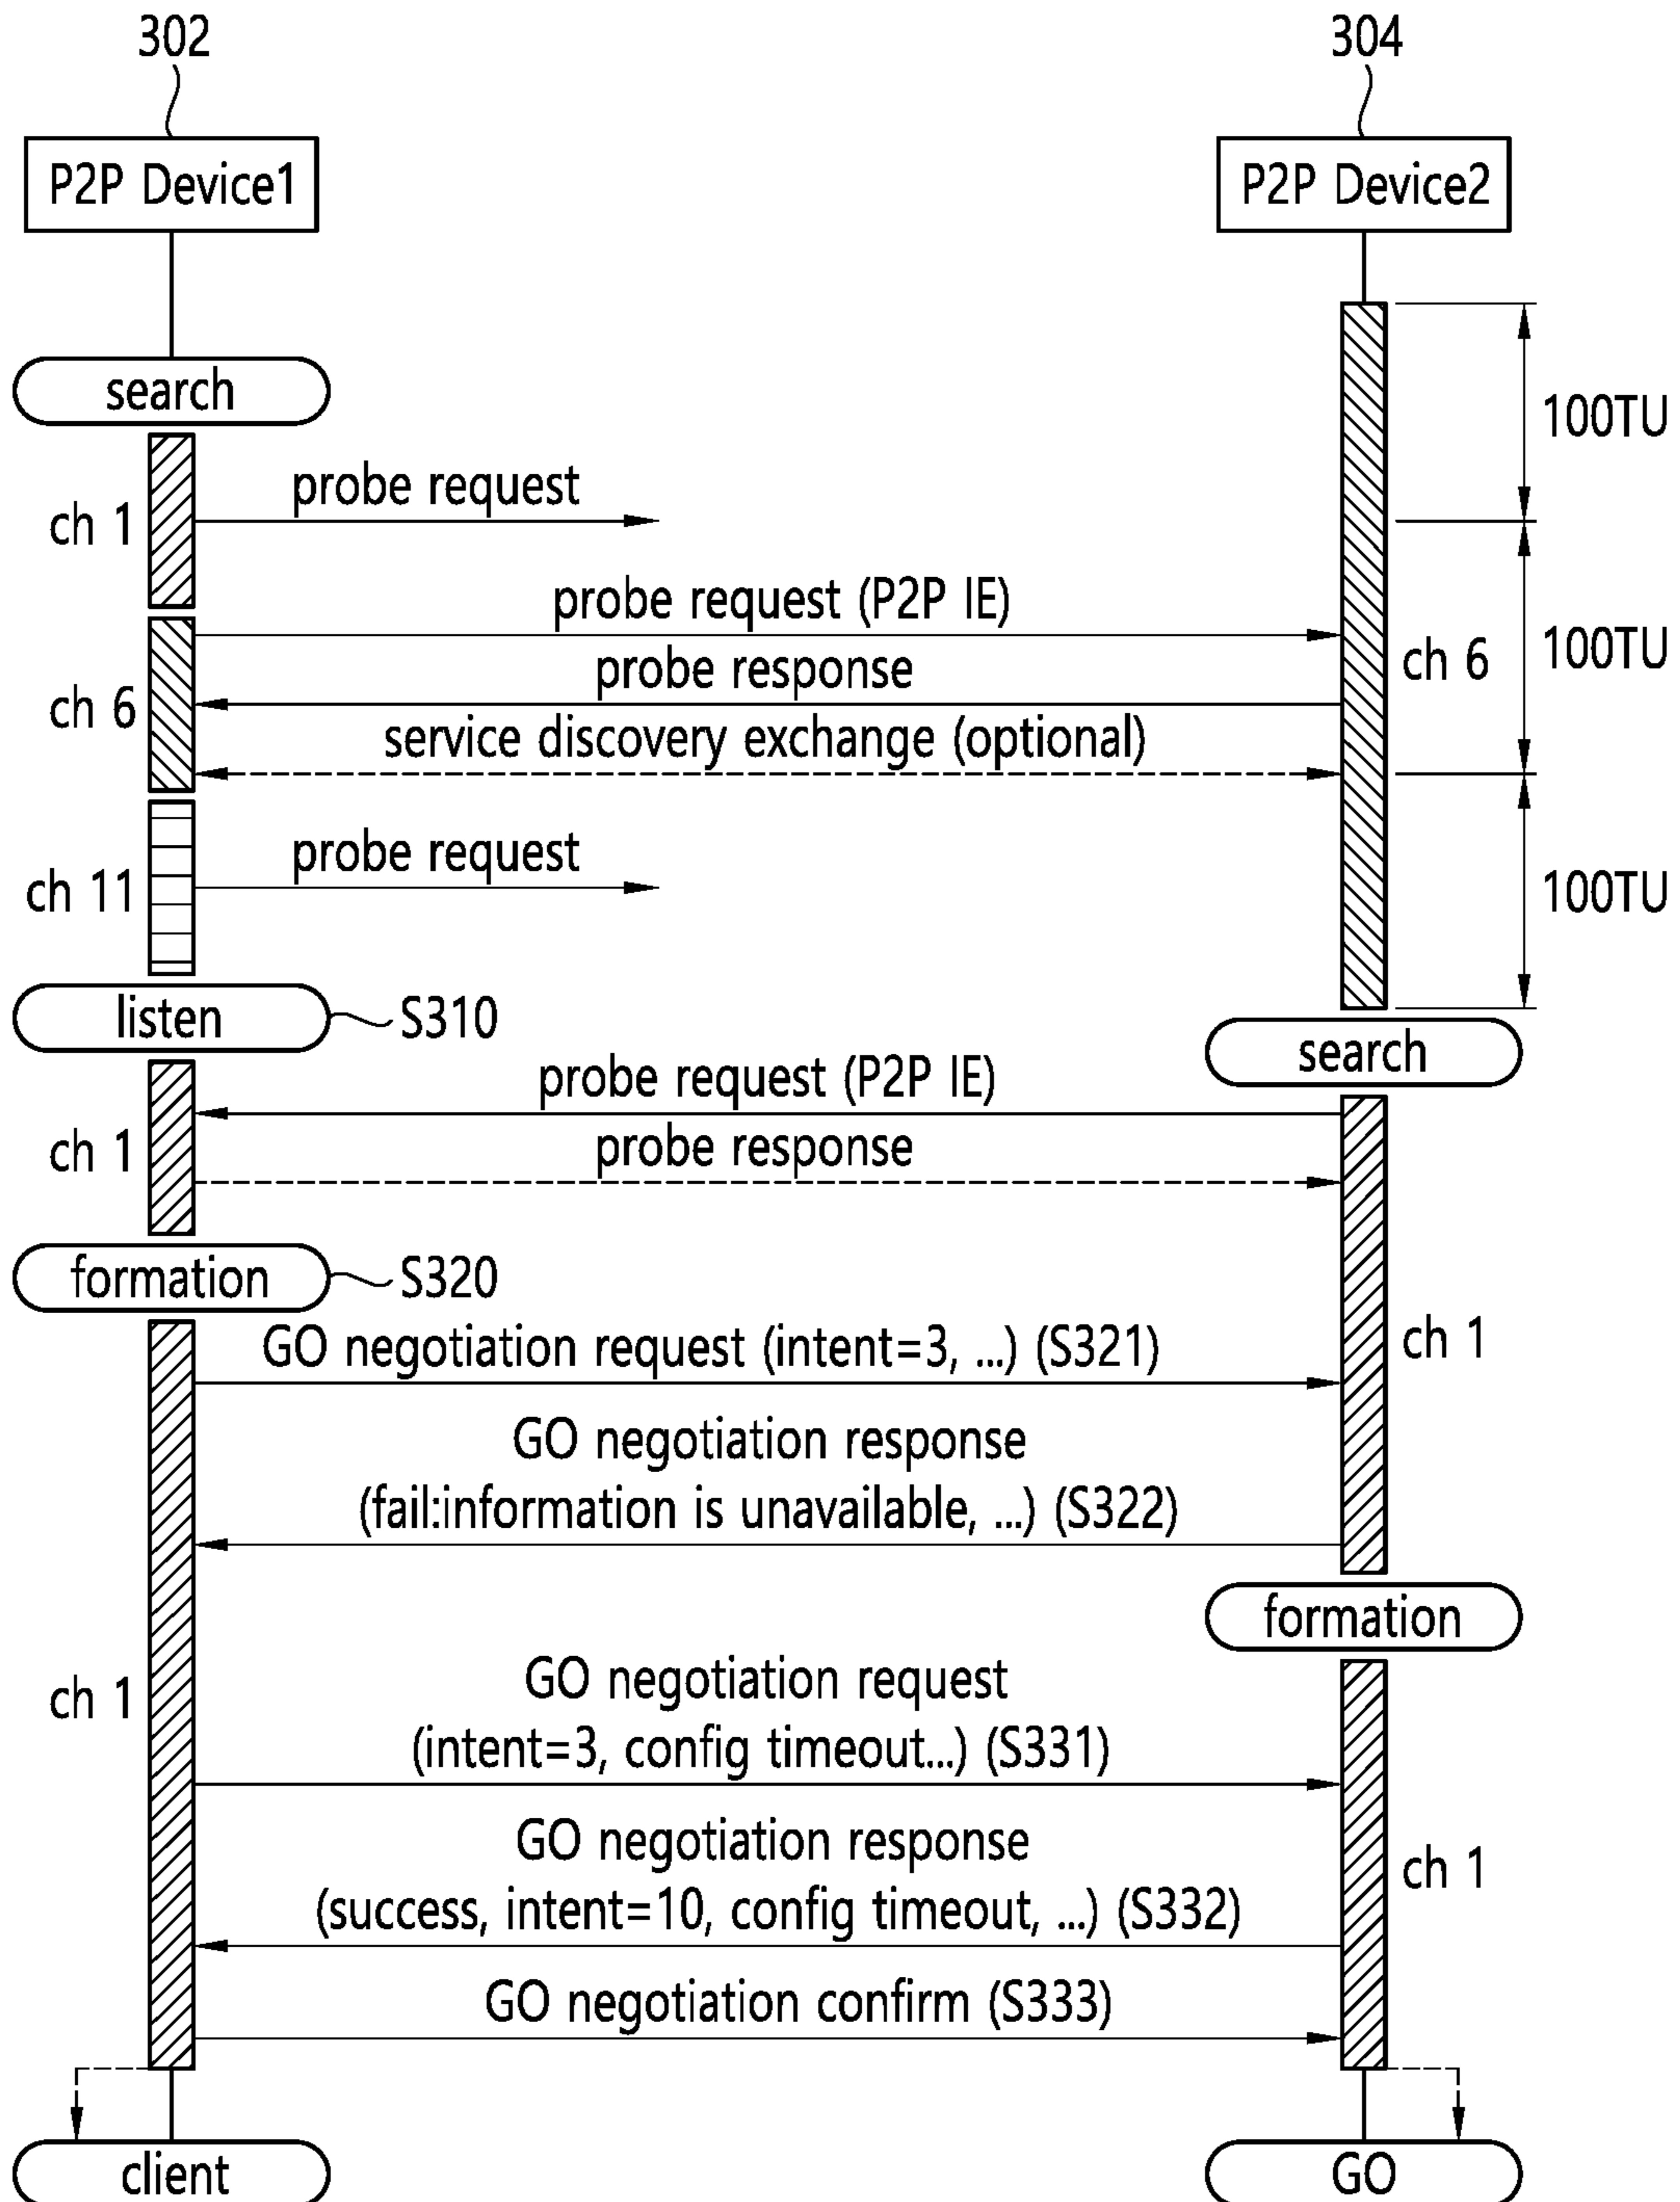 302
304
P2P Device1
P2P Device2
search
100TU
probe request
ch 1
probe request (P2P IE)
probe response
ch 6
100TU
ch 6
service discovery exchange (optional)
probe request
ch 11
100TU
listen
S310
search
probe request (P2P IE)
ch 1
probe response
formation
S320
GO negotiation request (intent=3, ...) (S321)
ch 1
GO negotiation response
(fail:information is unavailable, ...) (S322)
formation
GO negotiation request
ch 1
(intent=3, config timeout...) (S331)
GO negotiation response
ch 1
(success, intent=10, config timeout, ...) (S332)
GO negotiation confirm (S333)
client
GO